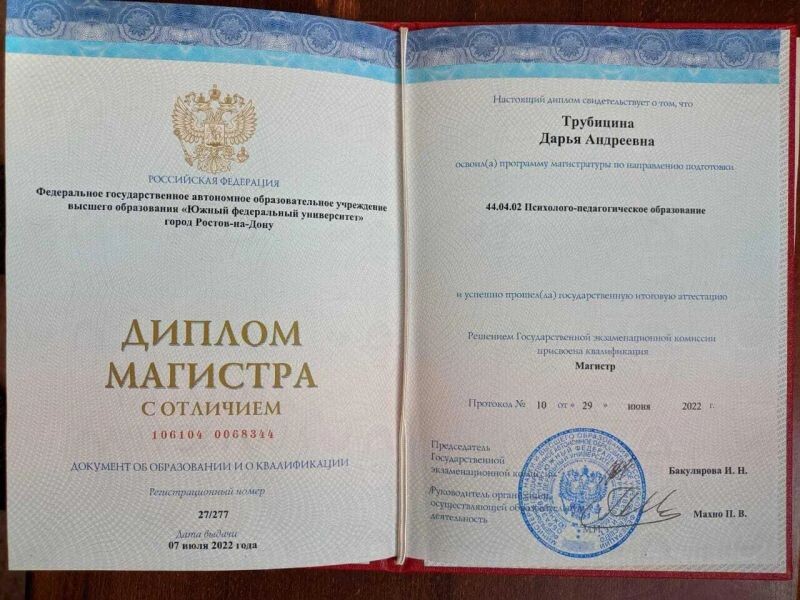 РОССИЙСКАЯ ФЕДЕРАЦИЯ
Федеральное государственное автономное образовательное учреждение
высшего образования «Южный федеральный университет»
город Ростов-на-Дону
ДИПЛОМ
МАГИСТРА
С ОТЛИЧИЕМ
106104 0068344
ДОКУМЕНТ ОБ ОБРАЗОВАНИИ И О КВАЛИФИКАЦИИ
Регистрационный номер
27/277
Дата выдачи
07 июля 2022 года
Настоящий диплом свидетельствует о том, что
Трубицина
Дарья Андреевна
освоил(а) программу магистратуры по направлению подготовки
44.04.02 Психолого-педагогическое образование
и успешно прошел(ла) государственную итоговую аттестацию
Решением Государственной экзаменационной комиссии
присвоена квалификация
Магистр
Протокол № 10 от « 29 » июня 2022 г.
Председатель
Государственной
экзаменационной Бакулярова И. Н.
Руководитель
осуществляющей
деятельность Махно П. В.
М.П.